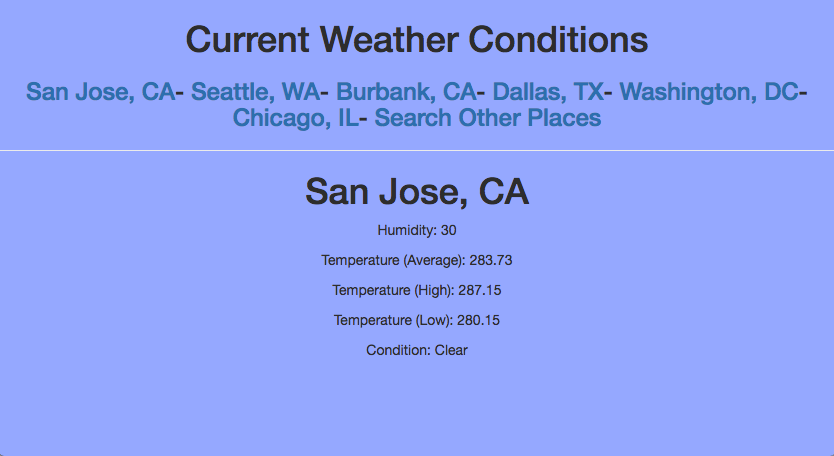 Current Weather Conditions
San Jose, CA- Seattle, WA- Burbank, CA- Dallas, TX- Washington, DC-
Chicago, IL- Search Other Places
San Jose, CA
Humidity: 30
Temperature (Average): 283.73
Temperature (High): 287.15
Temperature (Low): 280.15
Condition: Clear